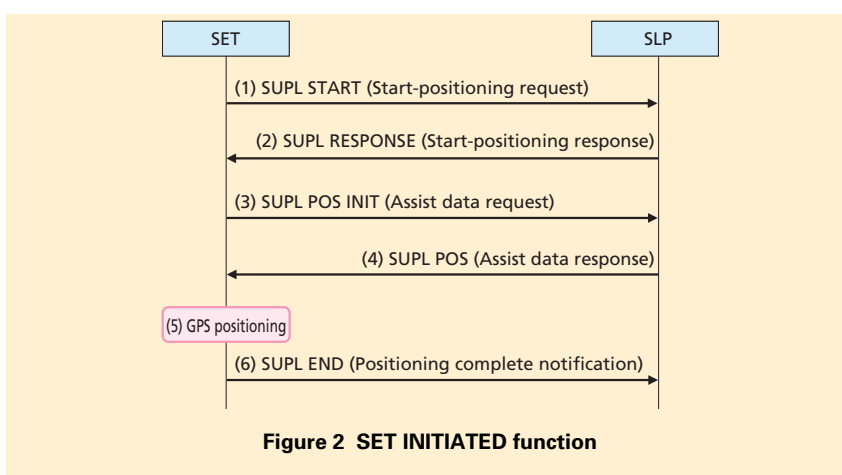 SET
SLP
(1) SUPL START (Start-positioning request)
(2) SUPL RESPONSE (Start-positioning response)
(3) SUPL POS INIT (Assist data request)
(4) SUPL POS (Assist data response)
(5) GPS positioning
(6) SUPL END (Positioning complete notification)
Figure 2 SET INITIATED function